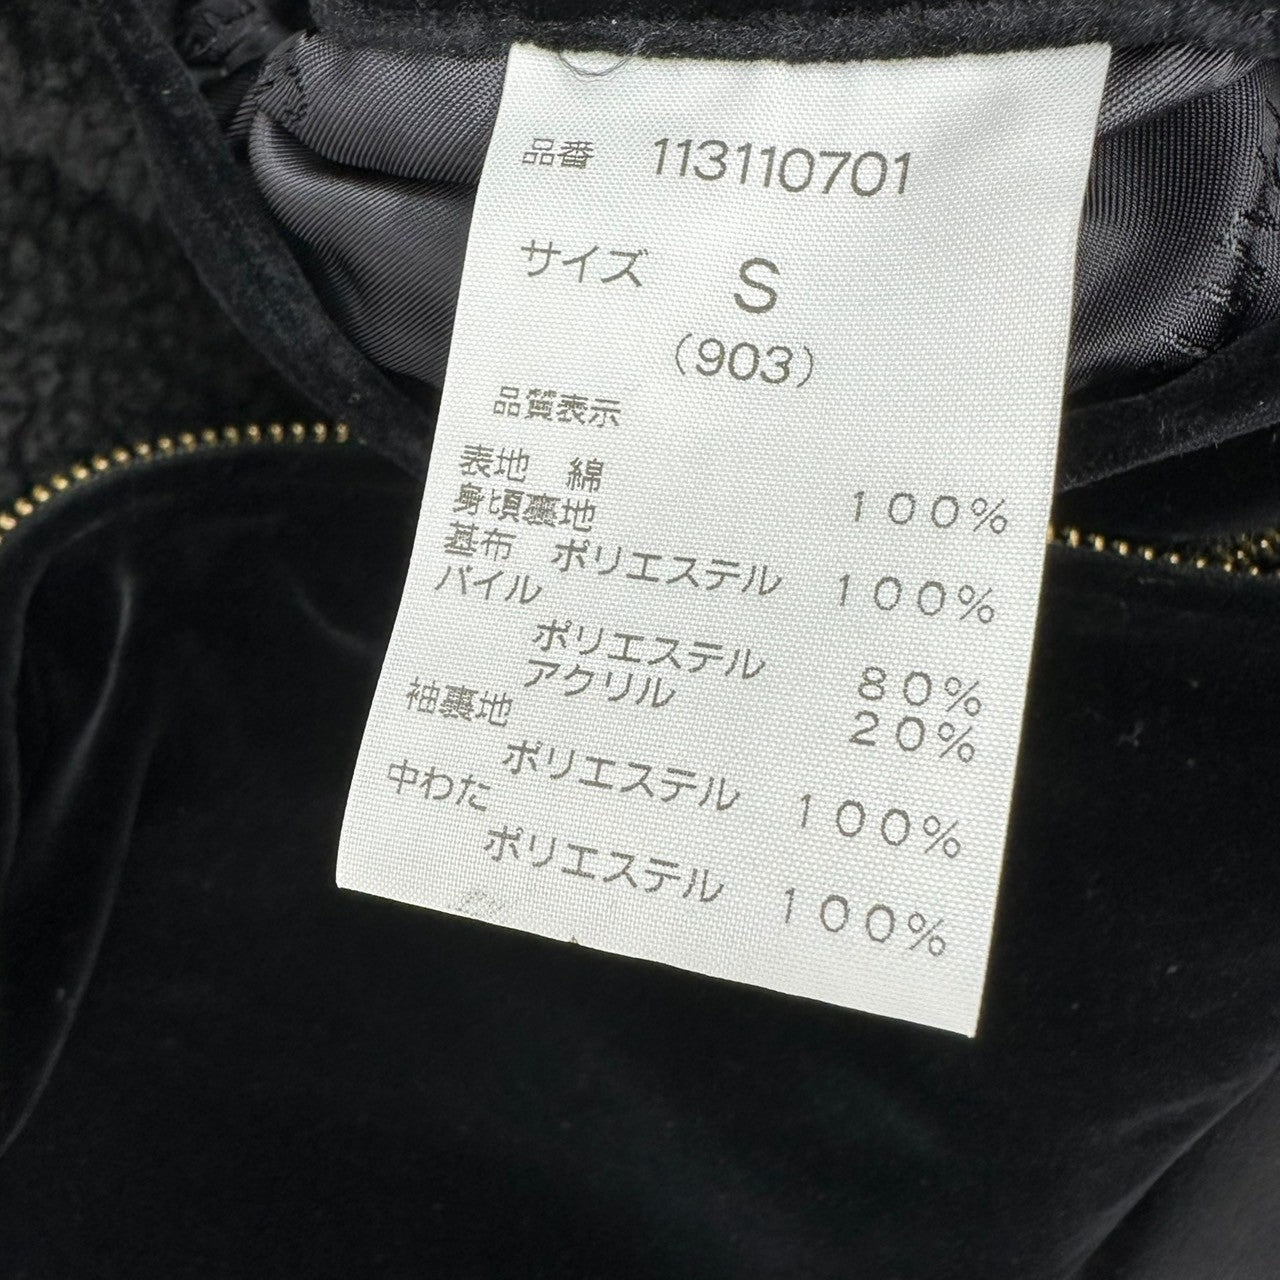 品番 113110701
サイズ S
(903)
品質表示
表地 綿 100%
身頃裏地
基布 ポリエステル 100%
パイル
ポリエステル 80%
アクリル 20%
袖裏地
ポリエステル 100%
中わた
ポリエステル 100%